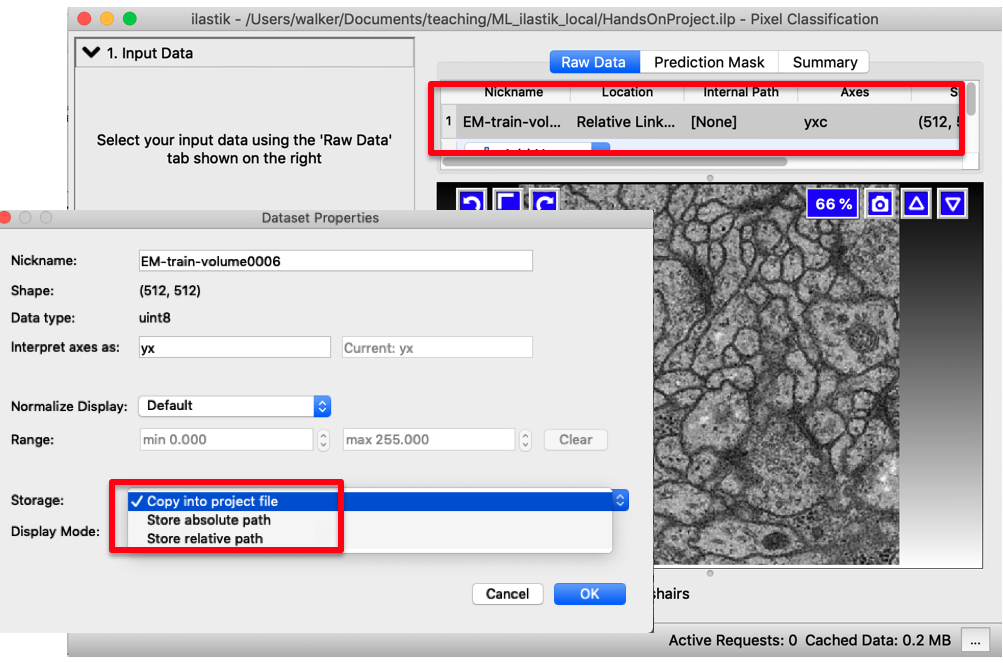 ilastik - /Users/walker/Documents/teaching/ML_ilastik_local/HandsOnProject.ilp - Pixel Classification
1. Input Data
Select your input data using the 'Raw Data'
tab shown on the right
Raw Data Prediction Mask Summary
Nickname Location Internal Path Axes S
1 EM-train-vol... Relative Link... [None] yxc (512, 5
66 %
Dataset Properties
Nickname: EM-train-volume0006
Shape: (512, 512)
Data type: uint8
Interpret axes as: yx Current: yx
Normalize Display: Default
Range: min 0.000 max 255.000 Clear
Storage: ✓ Copy into project file
Store absolute path
Display Mode: Store relative path
Cancel OK
hairs
Active Requests: 0 Cached Data: 0.2 MB ...